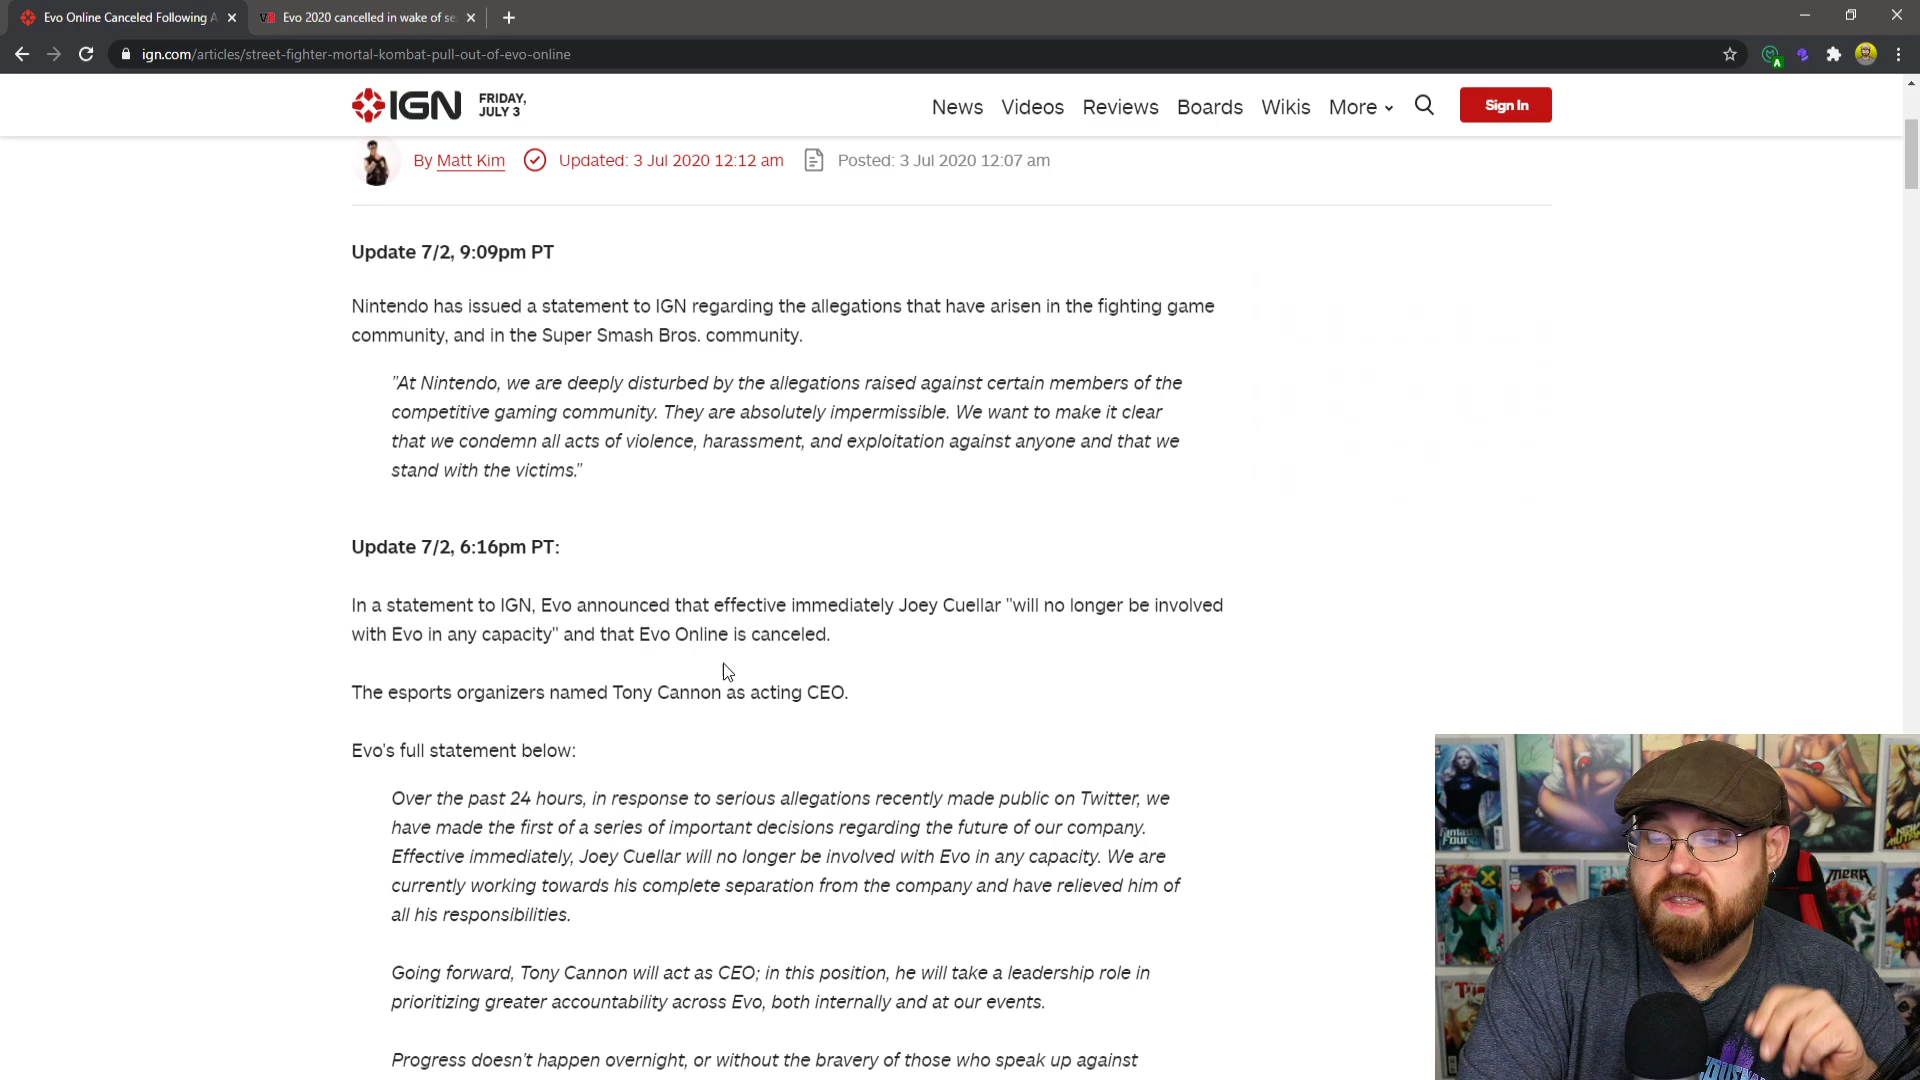 Evo Online Canceled Following A
Evo 2020 cancelled in wake of se
ign.com/articles/street-fighter-mortal-kombat-pull-out-of-evo-online
IGN
FRIDAY,
JULY 3
News Videos Reviews Boards Wikis More
Sign In
By Matt Kim Updated: 3 Jul 2020 12:12 am Posted: 3 Jul 2020 12:07 am
Update 7/2, 9:09pm PT
Nintendo has issued a statement to IGN regarding the allegations that have arisen in the fighting game
community, and in the Super Smash Bros. community.
"At Nintendo, we are deeply disturbed by the allegations raised against certain members of the
competitive gaming community. They are absolutely impermissible. We want to make it clear
that we condemn all acts of violence, harassment, and exploitation against anyone and that we
stand with the victims."
Update 7/2, 6:16pm PT:
In a statement to IGN, Evo announced that effective immediately Joey Cuellar "will no longer be involved
with Evo in any capacity" and that Evo Online is canceled.
The esports organizers named Tony Cannon as acting CEO.
Evo's full statement below:
Over the past 24 hours, in response to serious allegations recently made public on Twitter, we
have made the first of a series of important decisions regarding the future of our company.
Effective immediately, Joey Cuellar will no longer be involved with Evo in any capacity. We are
currently working towards his complete separation from the company and have relieved him of
all his responsibilities.
Going forward, Tony Cannon will act as CEO; in this position, he will take a leadership role in
prioritizing greater accountability across Evo, both internally and at our events.
Progress doesn't happen overnight, or without the bravery of those who speak up against
Fantastic
Four
MERA